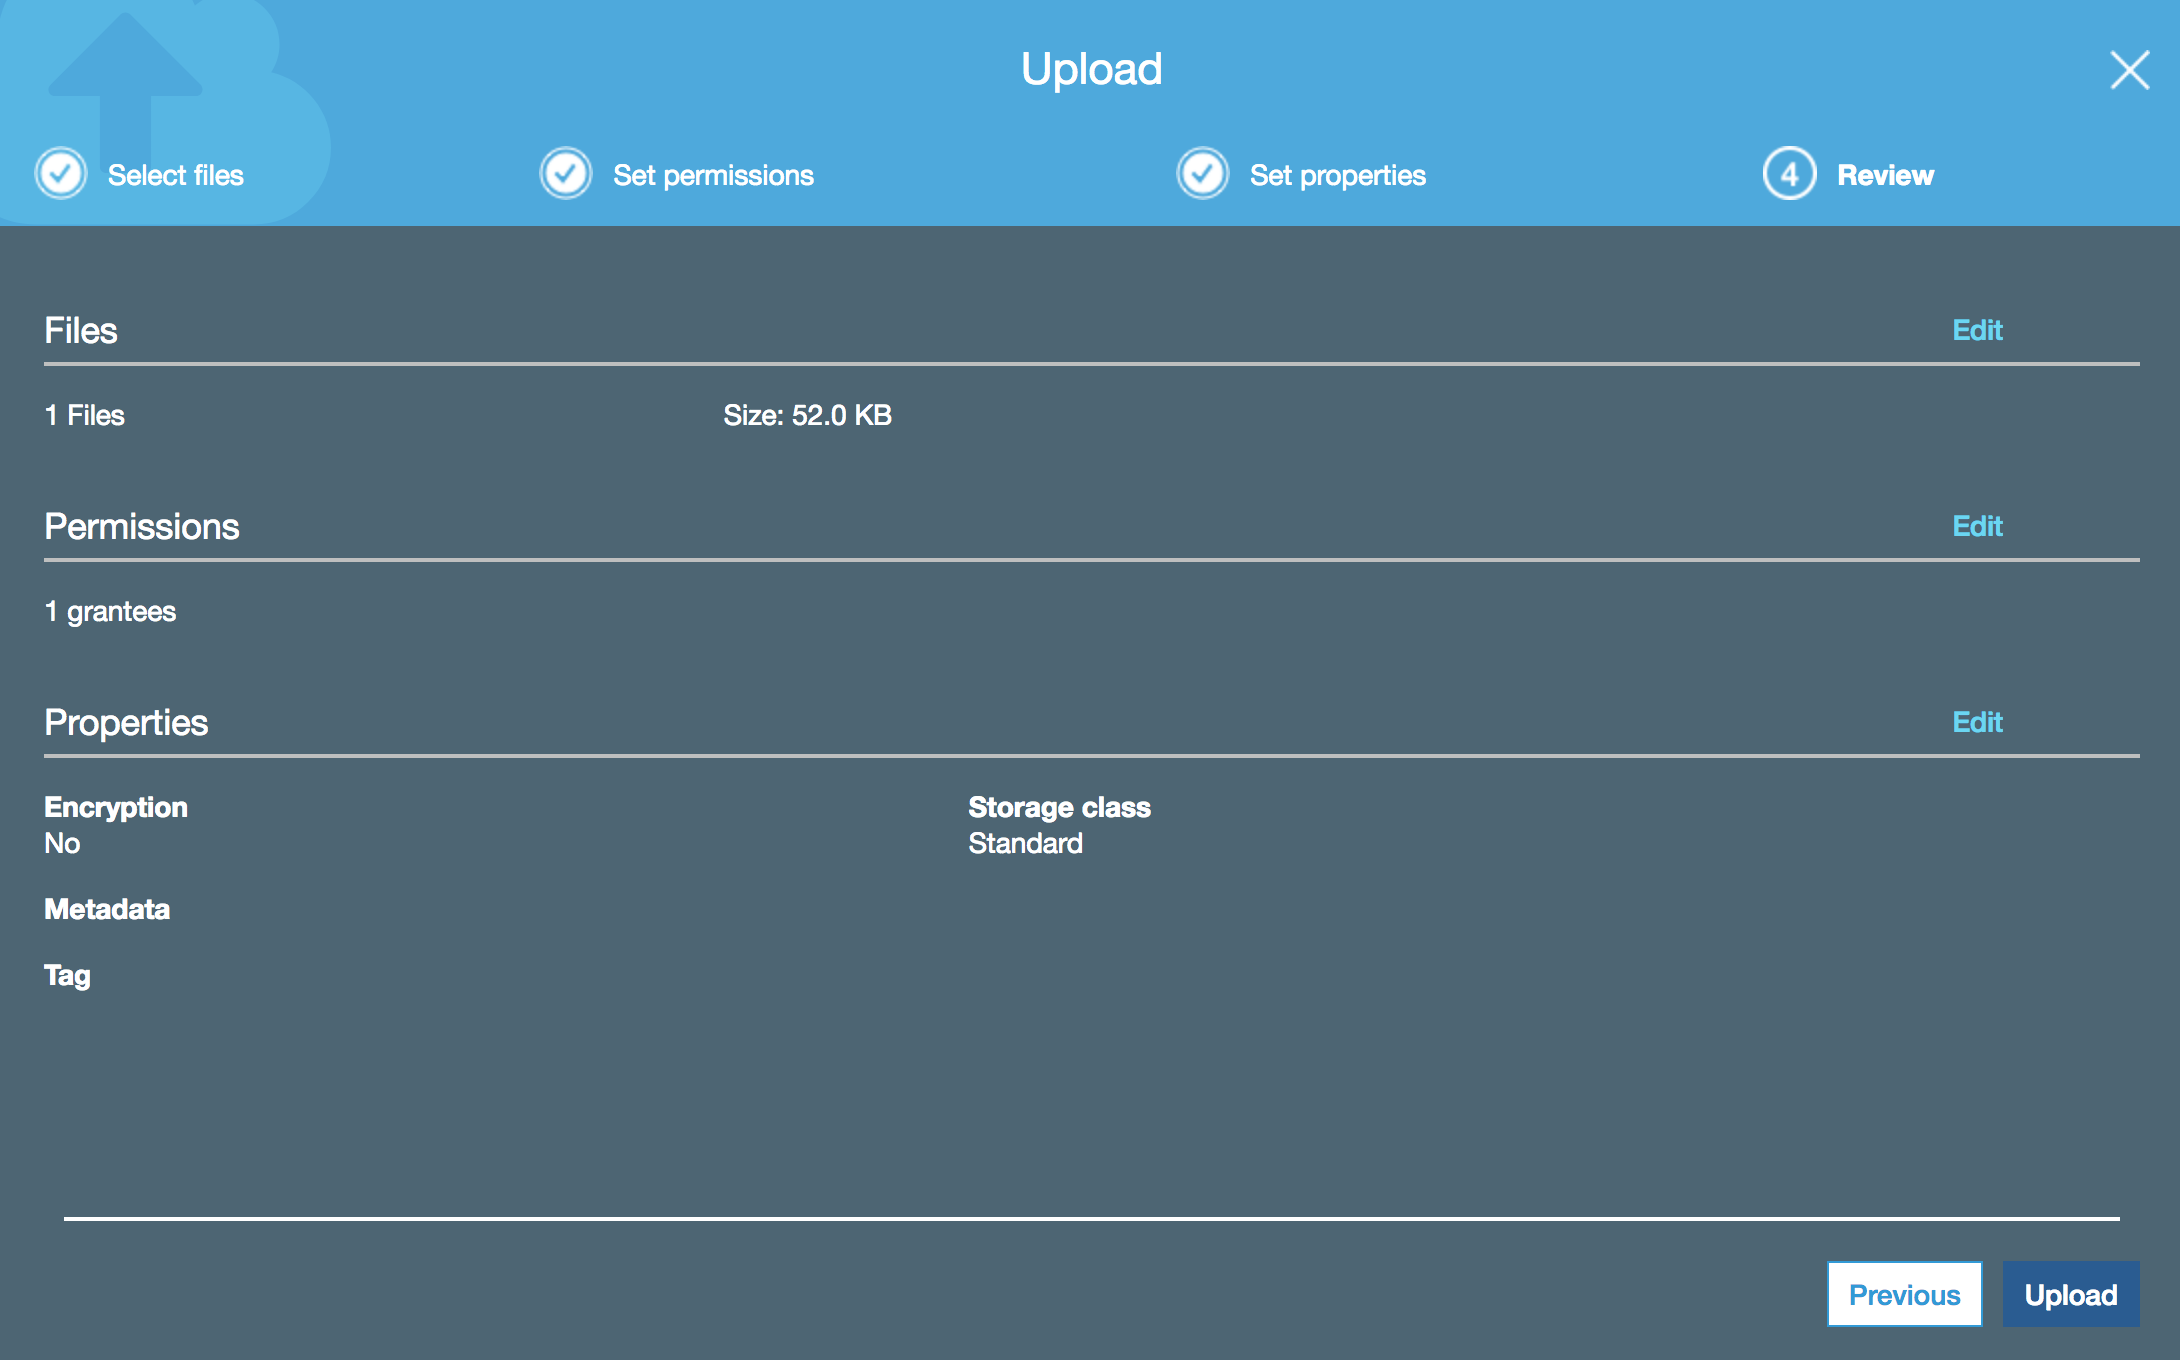 Upload
Select files
Set permissions
Set properties
4 Review
Files Edit
1 Files Size: 52.0 KB
Permissions Edit
1 grantees
Properties Edit
Encryption Storage class
No Standard
Metadata
Tag
Previous Upload